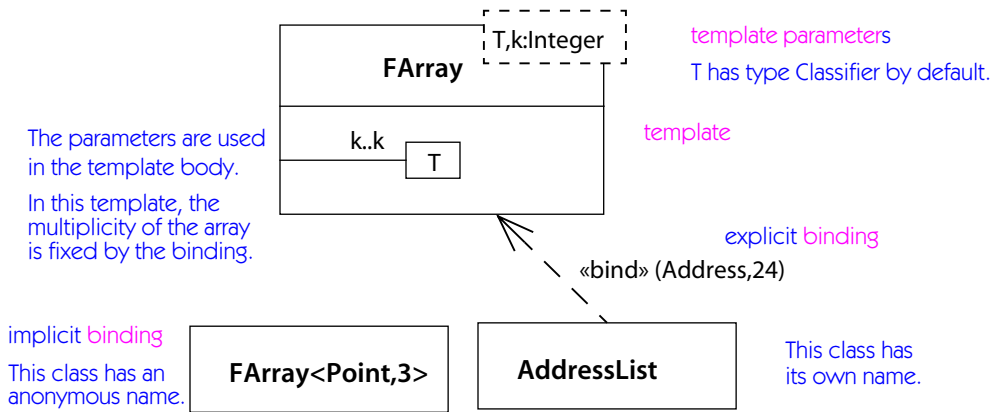 T,k:Integer
template parameters
FArray
T has type Classifier by default.
The parameters are used
in the template body.
k..k
T
template
In this template, the
multiplicity of the array
is fixed by the binding.
explicit binding
«bind» (Address,24)
implicit binding
This class has an
anonymous name.
FArray<Point,3>
AddressList
This class has
its own name.